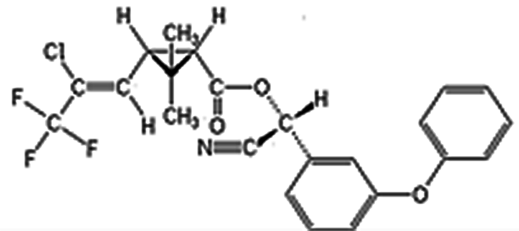 H H
CH₃
Cl
C C C O H
F H CH₃ O C
C
F F N C
O